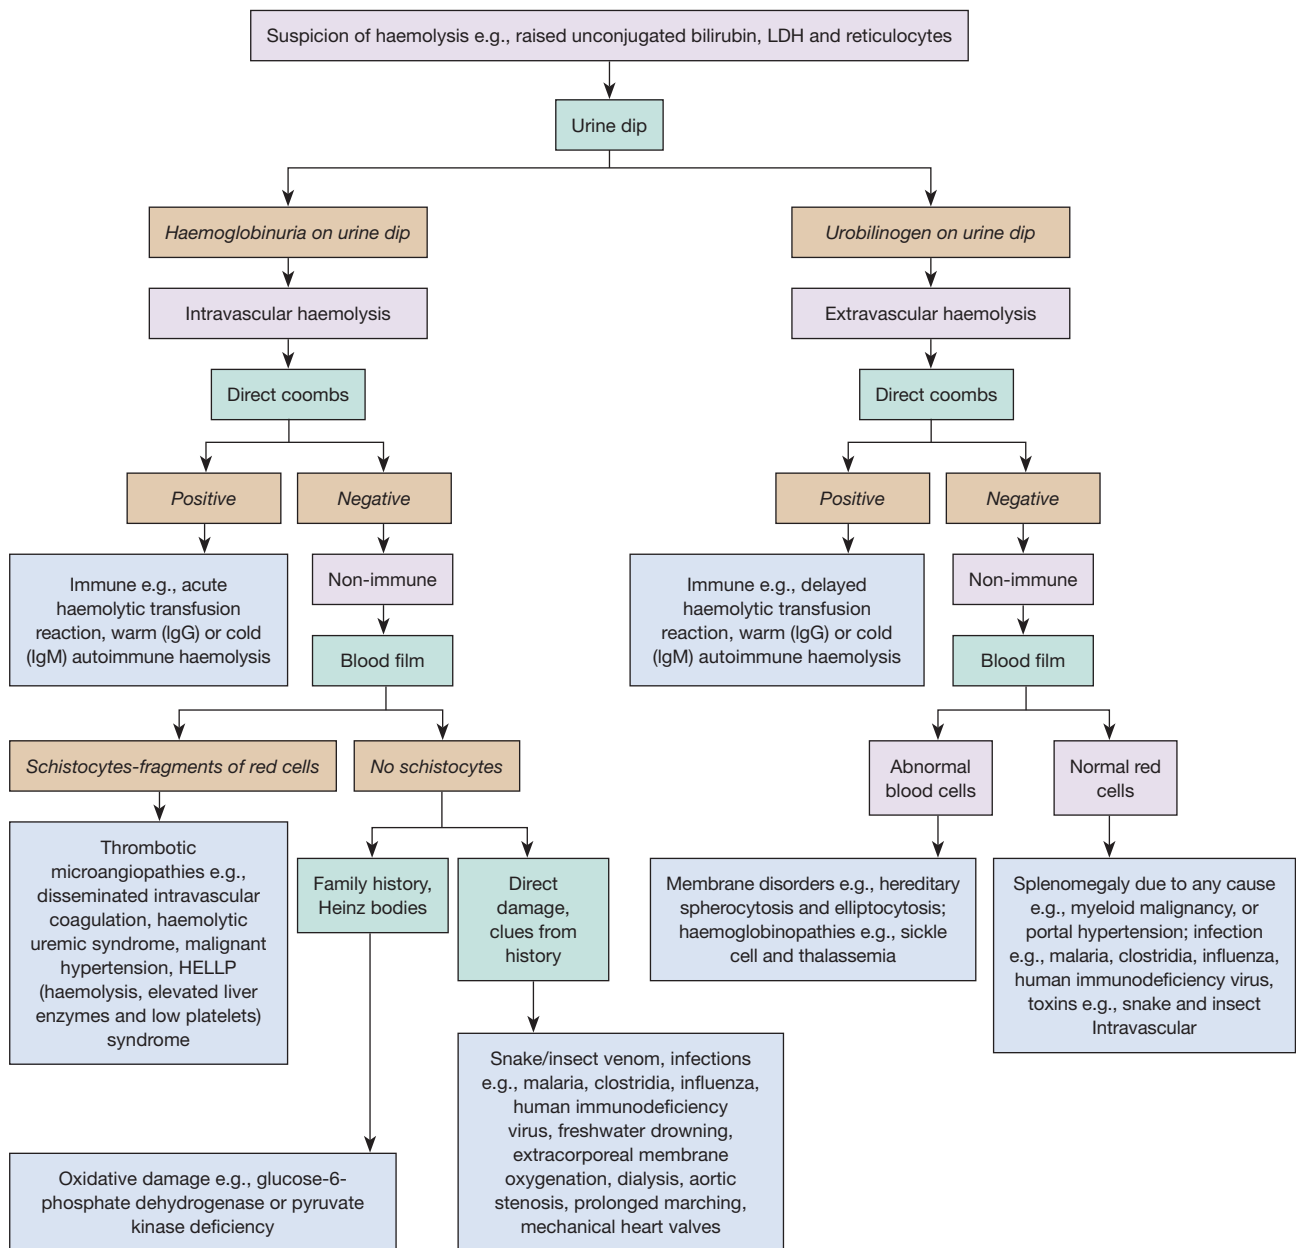 Suspicion of haemolysis e.g., raised unconjugated bilirubin, LDH and reticulocytes
Urine dip
Haemoglobinuria on urine dip
Urobilinogen on urine dip
Intravascular haemolysis
Extravascular haemolysis
Direct coombs
Direct coombs
Positive
Negative
Positive
Negative
Immune e.g., acute
haemolytic transfusion
reaction, warm (IgG) or cold
(IgM) autoimmune haemolysis
Non-immune
Immune e.g., delayed
haemolytic transfusion
reaction, warm (IgG) or cold
(IgM) autoimmune haemolysis
Non-immune
Blood film
Blood film
Schistocytes-fragments of red cells
No schistocytes
Abnormal
blood cells
Normal red
cells
Thrombotic
microangiopathies e.g.,
disseminated intravascular
coagulation, haemolytic
uremic syndrome, malignant
hypertension, HELLP
(haemolysis, elevated liver
enzymes and low platelets)
syndrome
Family history,
Heinz bodies
Direct
damage,
clues from
history
Membrane disorders e.g., hereditary
spherocytosis and elliptocytosis;
haemoglobinopathies e.g., sickle
cell and thalassemia
Splenomegaly due to any cause
e.g., myeloid malignancy, or
portal hypertension; infection
e.g., malaria, clostridia, influenza,
human immunodeficiency virus,
toxins e.g., snake and insect
Intravascular
Snake/insect venom, infections
e.g., malaria, clostridia, influenza,
human immunodeficiency
virus, freshwater drowning,
extracorporeal membrane
oxygenation, dialysis, aortic
stenosis, prolonged marching,
mechanical heart valves
Oxidative damage e.g., glucose-6-
phosphate dehydrogenase or pyruvate
kinase deficiency